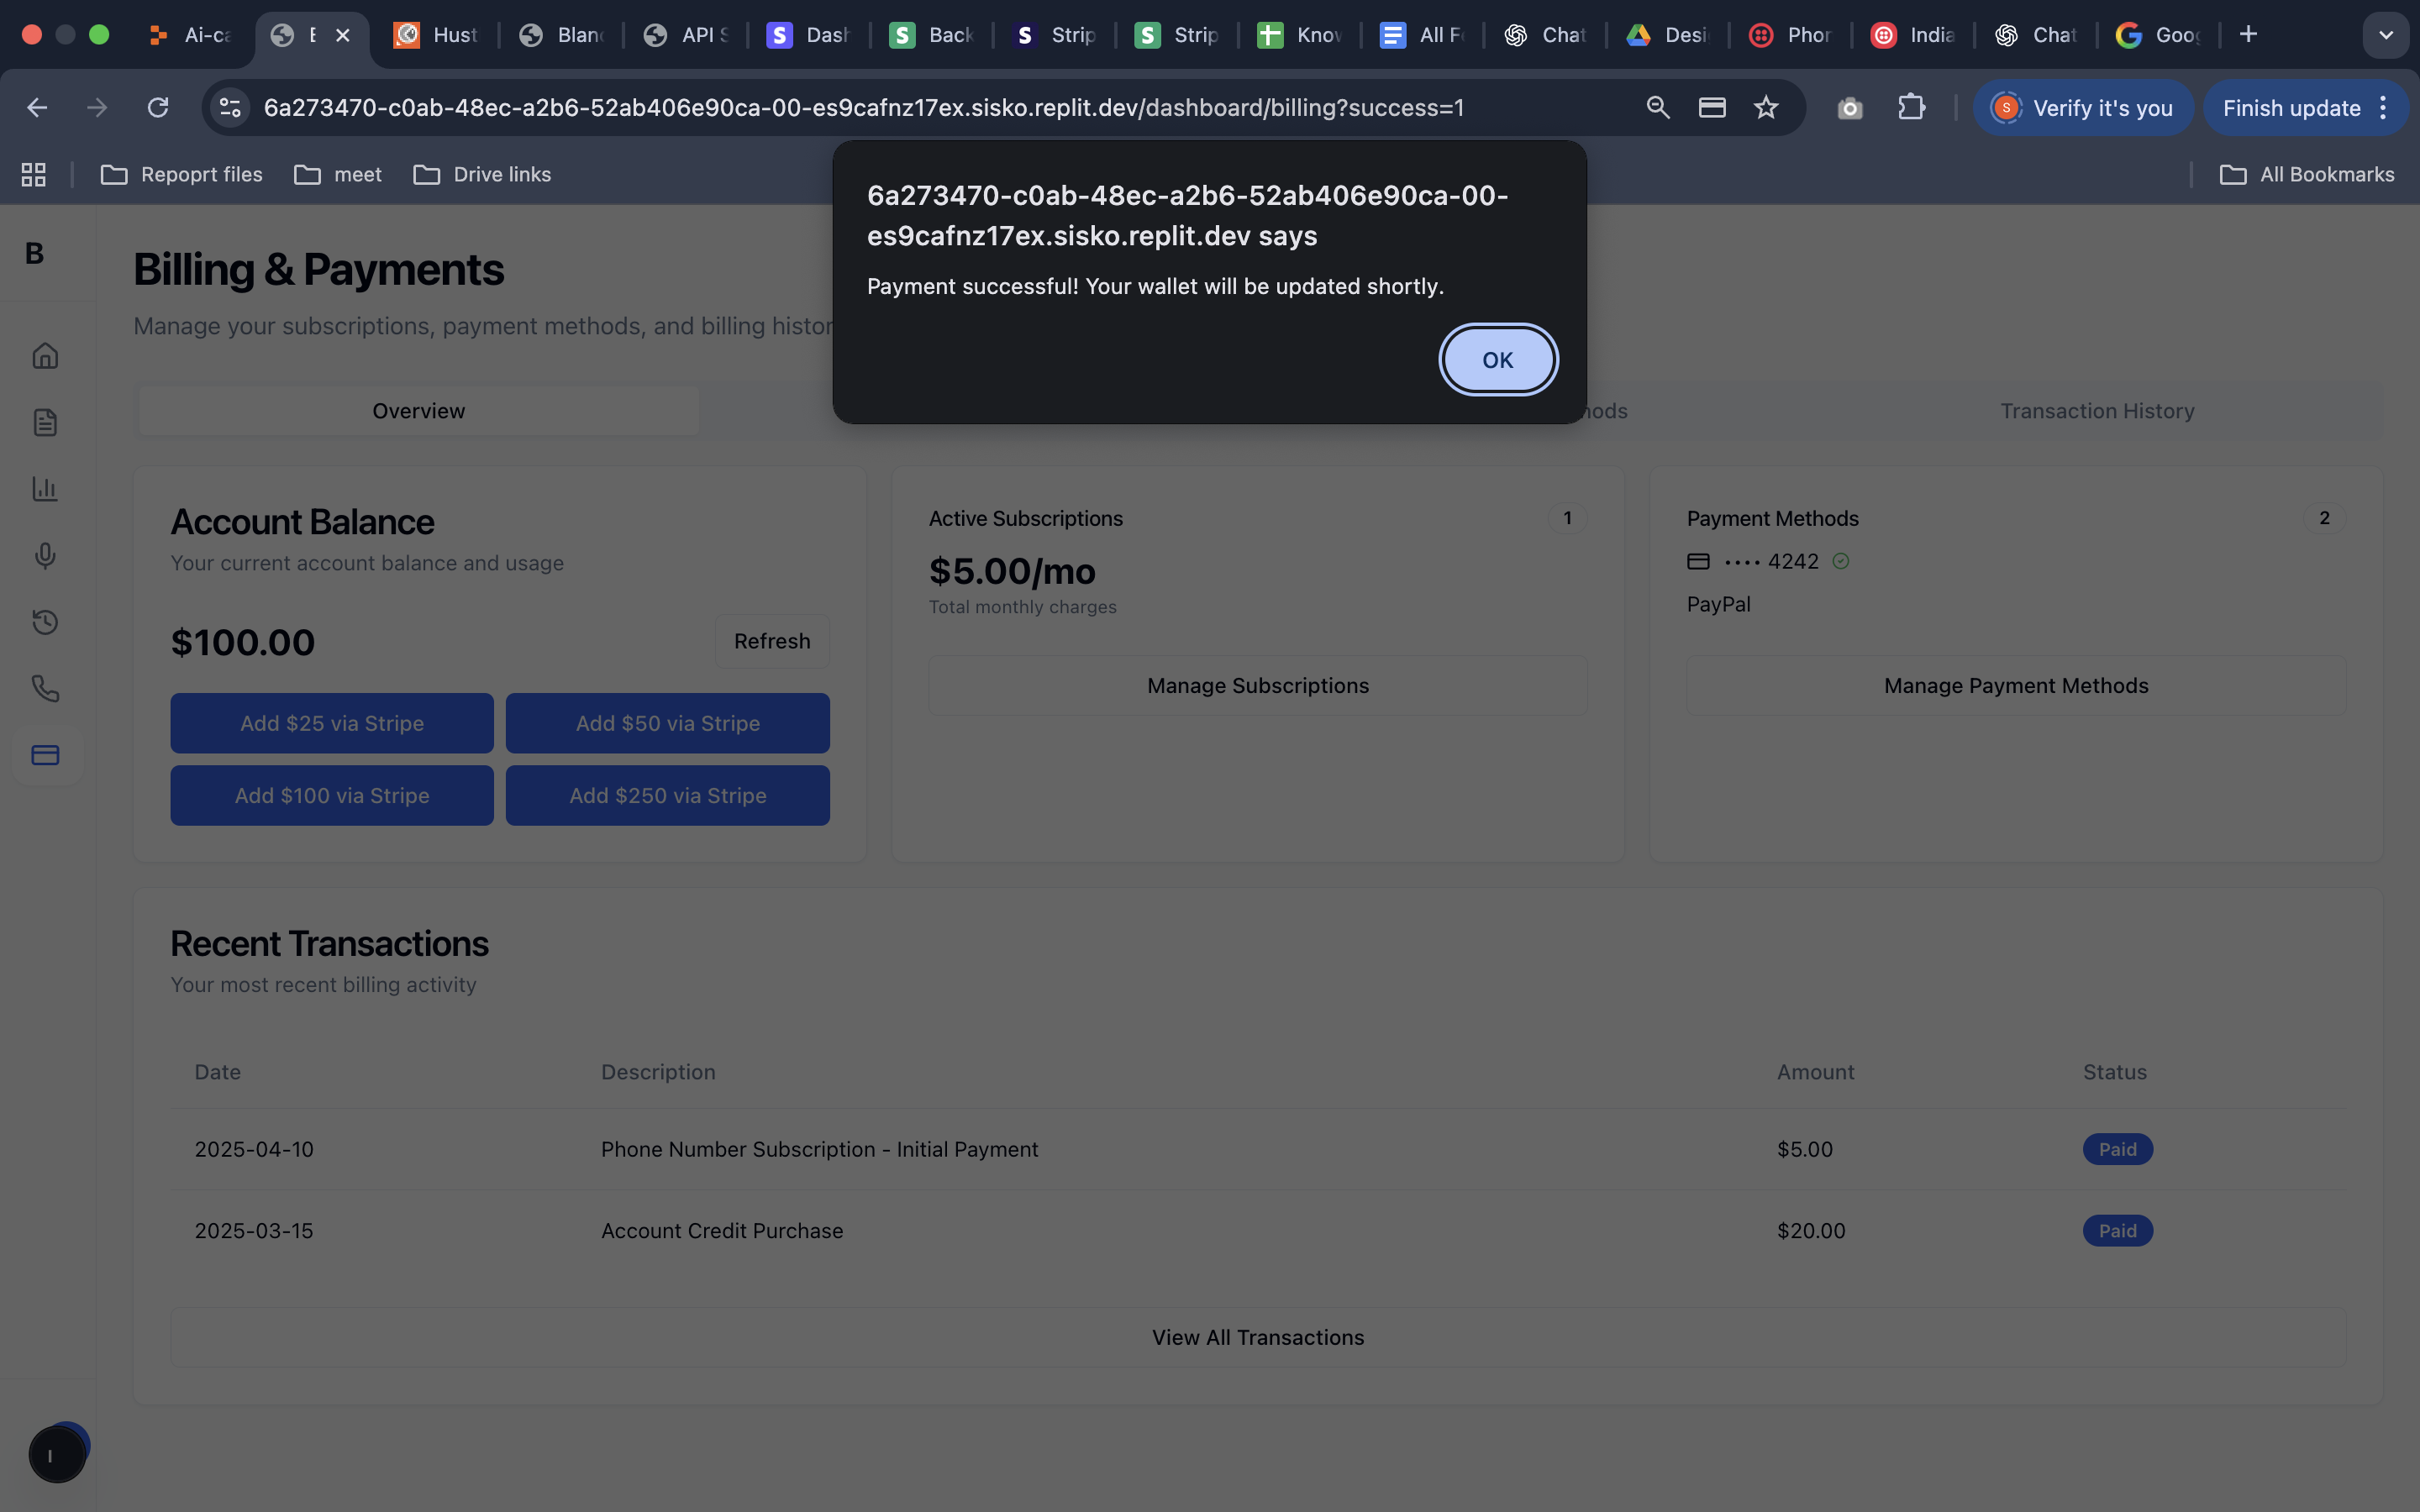 Ai-ca
E
Hust
Blanc
API S
Dash
Back
Strip
Strip
Know
All Fe
Chat
Desi
Phor
India
Chat
Goog
6a273470-c0ab-48ec-a2b6-52ab406e90ca-00-es9cafnz17ex.sisko.replit.dev/dashboard/billing?success=1
S
Verify it's you
Finish update
Repoprt files
meet
Drive links
All Bookmarks
6a273470-c0ab-48ec-a2b6-52ab406e90ca-00-
es9cafnz17ex.sisko.replit.dev says
Payment successful! Your wallet will be updated shortly.
OK
B
Billing & Payments
Manage your subscriptions, payment methods, and billing histor
Overview
hods
Transaction History
Account Balance
Your current account balance and usage
$100.00
Refresh
Add $25 via Stripe
Add $50 via Stripe
Add $100 via Stripe
Add $250 via Stripe
Active Subscriptions
1
$5.00/mo
Total monthly charges
Manage Subscriptions
Payment Methods
2
•••• 4242
PayPal
Manage Payment Methods
Recent Transactions
Your most recent billing activity
Date Description Amount Status
2025-04-10 Phone Number Subscription - Initial Payment $5.00 Paid
2025-03-15 Account Credit Purchase $20.00 Paid
View All Transactions
I